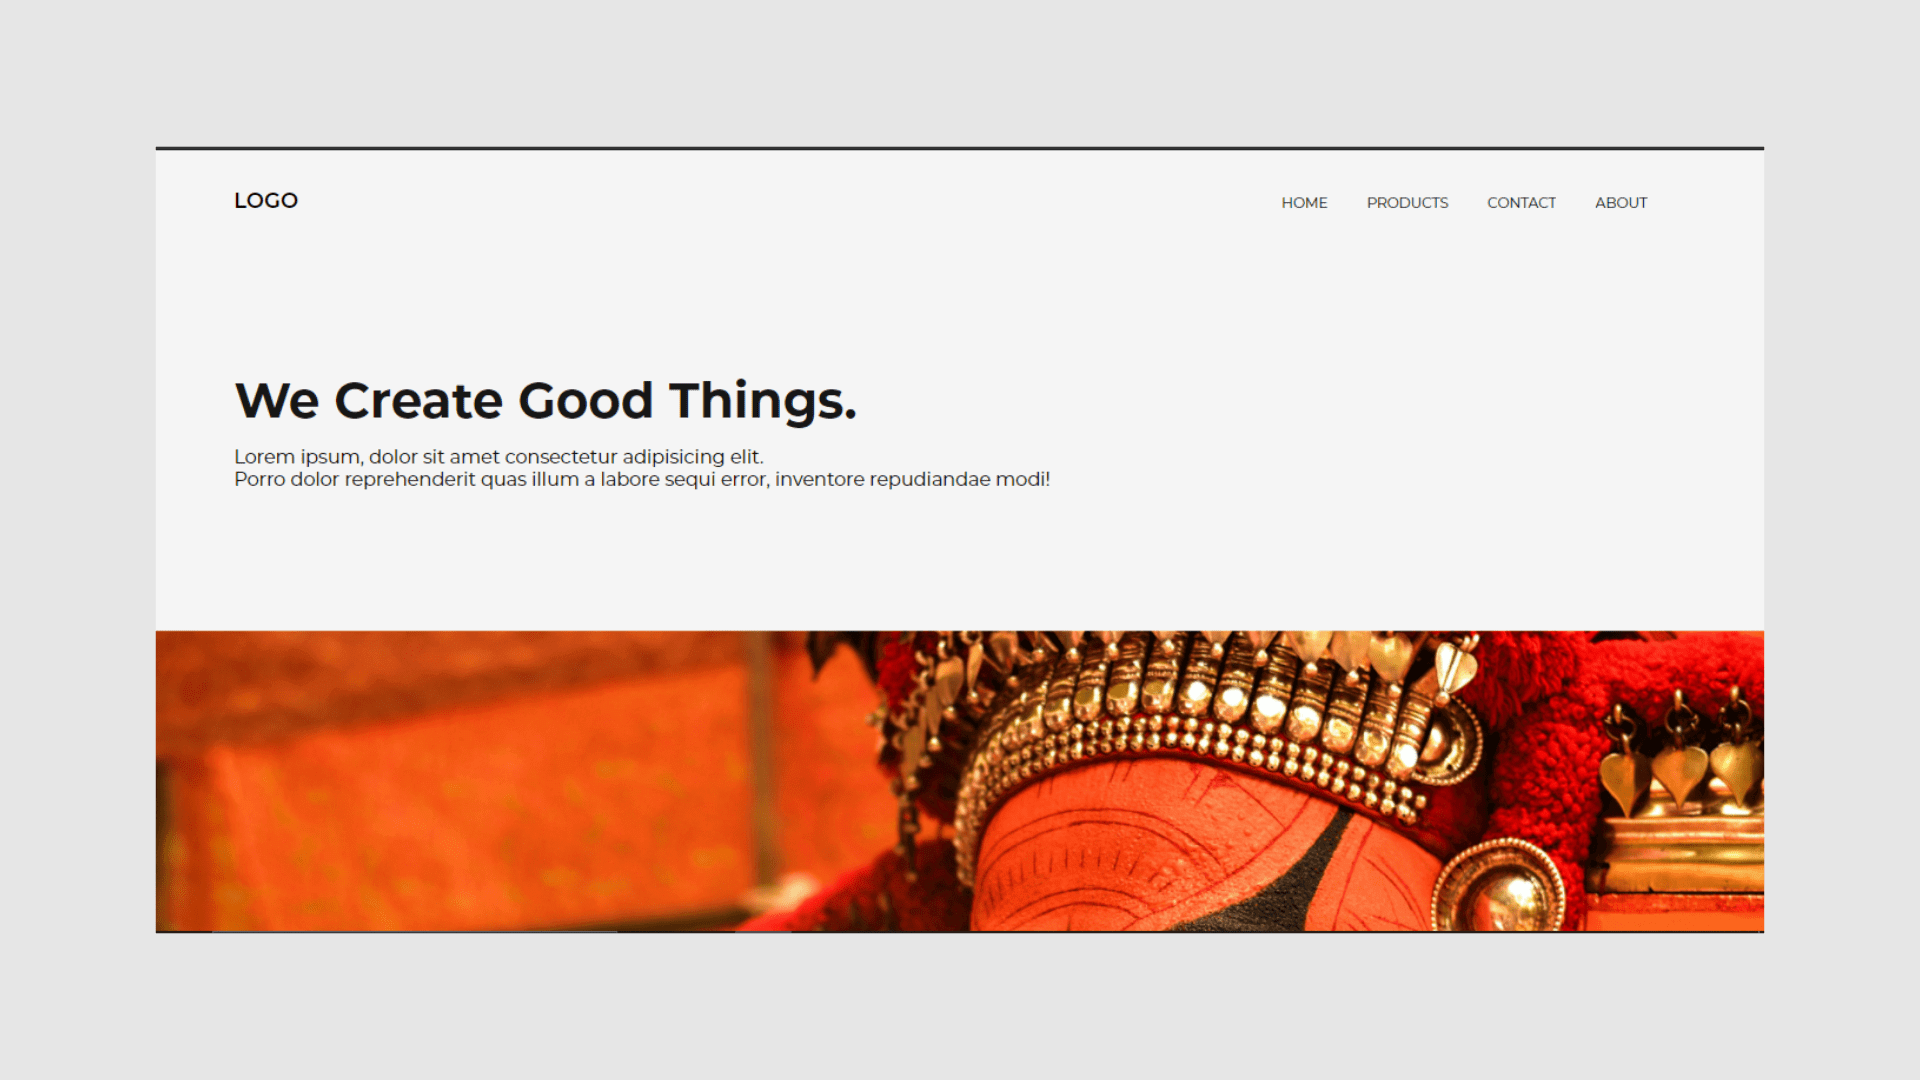 LOGO
HOME PRODUCTS CONTACT ABOUT
We Create Good Things.
Lorem ipsum, dolor sit amet consectetur adipisicing elit.
Porro dolor reprehenderit quas illum a labore sequi error, inventore repudiandae modi!